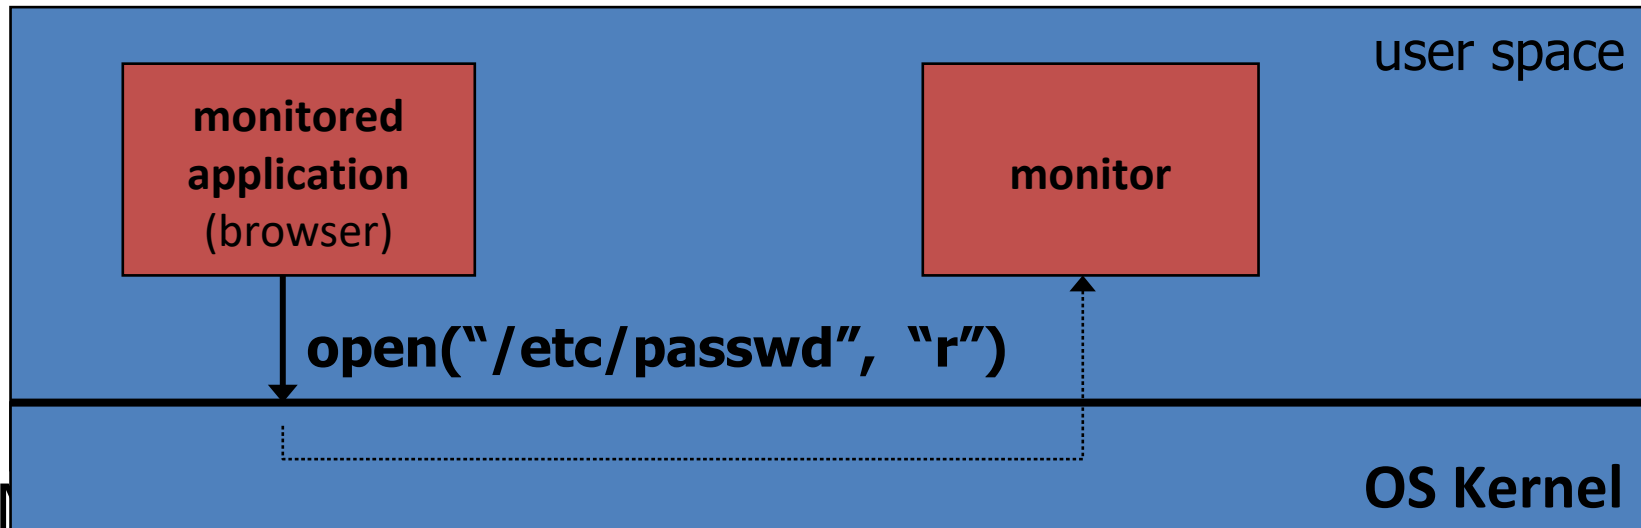 user space
monitored
application
(browser)
monitor
open(“/etc/passwd”, “r”)
OS Kernel